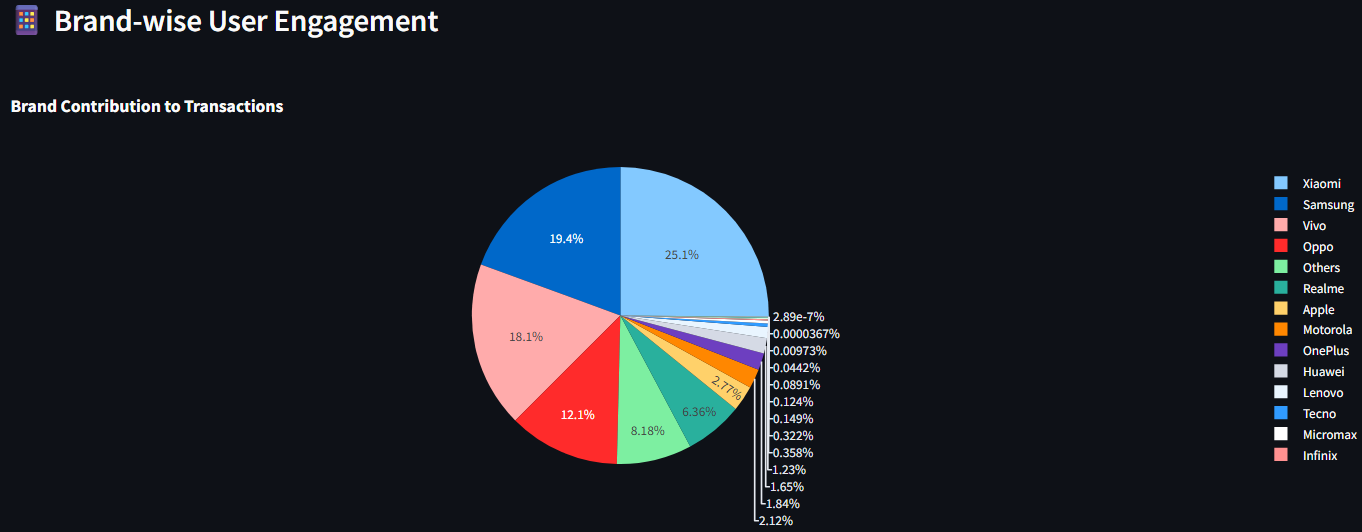 Brand-wise User Engagement
Brand Contribution to Transactions
25.1%
19.4%
18.1%
12.1%
8.18%
6.36%
2.77%
2.89e-7%
0.0000367%
0.00973%
0.0442%
0.0891%
0.124%
0.149%
0.322%
0.358%
1.23%
1.65%
1.84%
2.12%
Xiaomi
Samsung
Vivo
Oppo
Others
Realme
Apple
Motorola
OnePlus
Huawei
Lenovo
Tecno
Micromax
Infinix